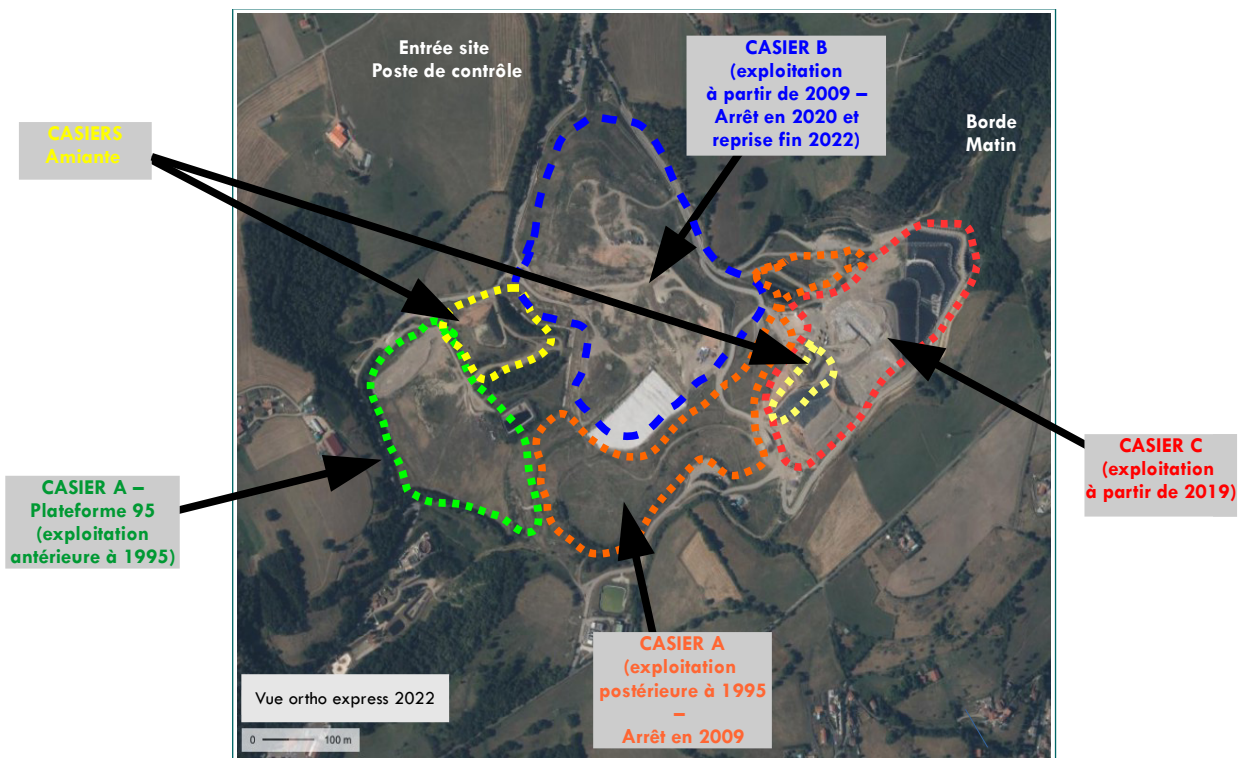 Entrée site
Poste de contrôle
CASIER B
(exploitation
à partir de 2009 –
Arrêt en 2020 et
reprise fin 2022)
Borde
Matin
CASIERS
Amiante
CASIER A –
Plateforme 95
(exploitation
antérieure à 1995)
CASIER C
(exploitation
à partir de 2019)
CASIER A
(exploitation
postérieure à 1995
–
Arrêt en 2009
Vue ortho express 2022
0
100 m